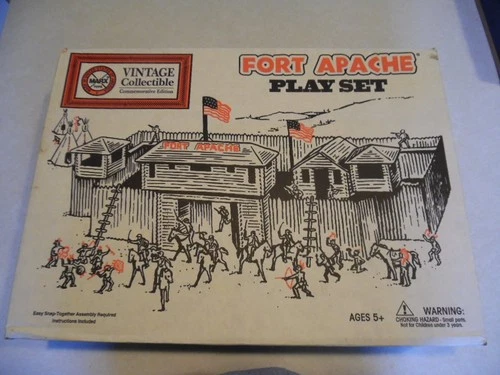 MARX
VINTAGE
Collectible
Commemorative Edition
FORT APACHE®
PLAY SET
FORT APACHE
Easy Snap-Together Assembly Required
Instructions Included
AGES 5+
WARNING:
CHOKING HAZARD - Small parts.
Not for Children under 3 years.